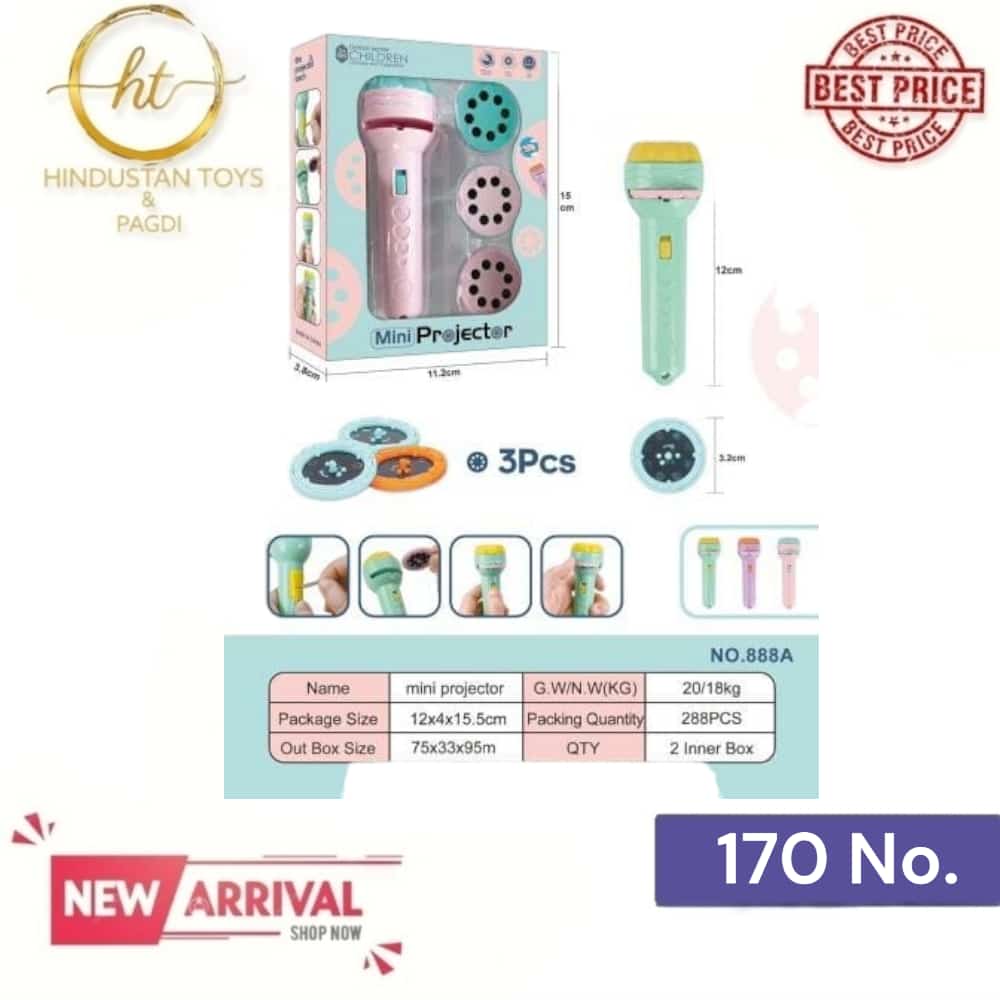 ht
HINDUSTAN TOYS
&
PAGDI
CHILDREN
Mini Projector
15
cm
3.8cm
11.2cm
BEST PRICE
BEST PRICE
BEST PRICE
12cm
3Pcs
3.2cm
NO.888A
Name mini projector G.W/N.W(KG) 20/18kg
Package Size 12x4x15.5cm Packing Quantity 288PCS
Out Box Size 75x33x95m QTY 2 Inner Box
NEW ARRIVAL
SHOP NOW
170 No.